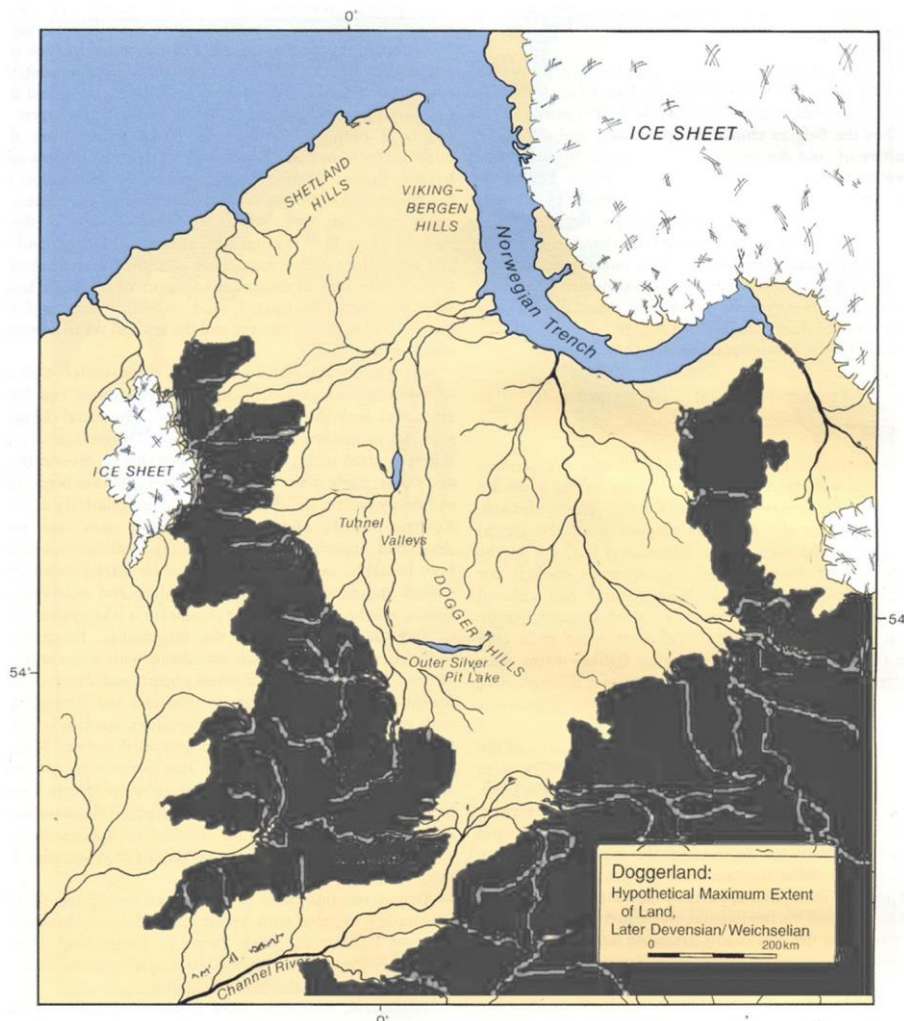 0°
ICE SHEET
SHETLAND
HILLS
VIKING–
BERGEN
HILLS
Norwegian Trench
ICE SHEET
Tunnel
Valleys
DOGGER HILLS
Outer Silver
Pit Lake
54°
54°
Doggerland:
Hypothetical Maximum Extent
of Land,
Later Devensian/Weichselian
0 200km
Channel River
0°